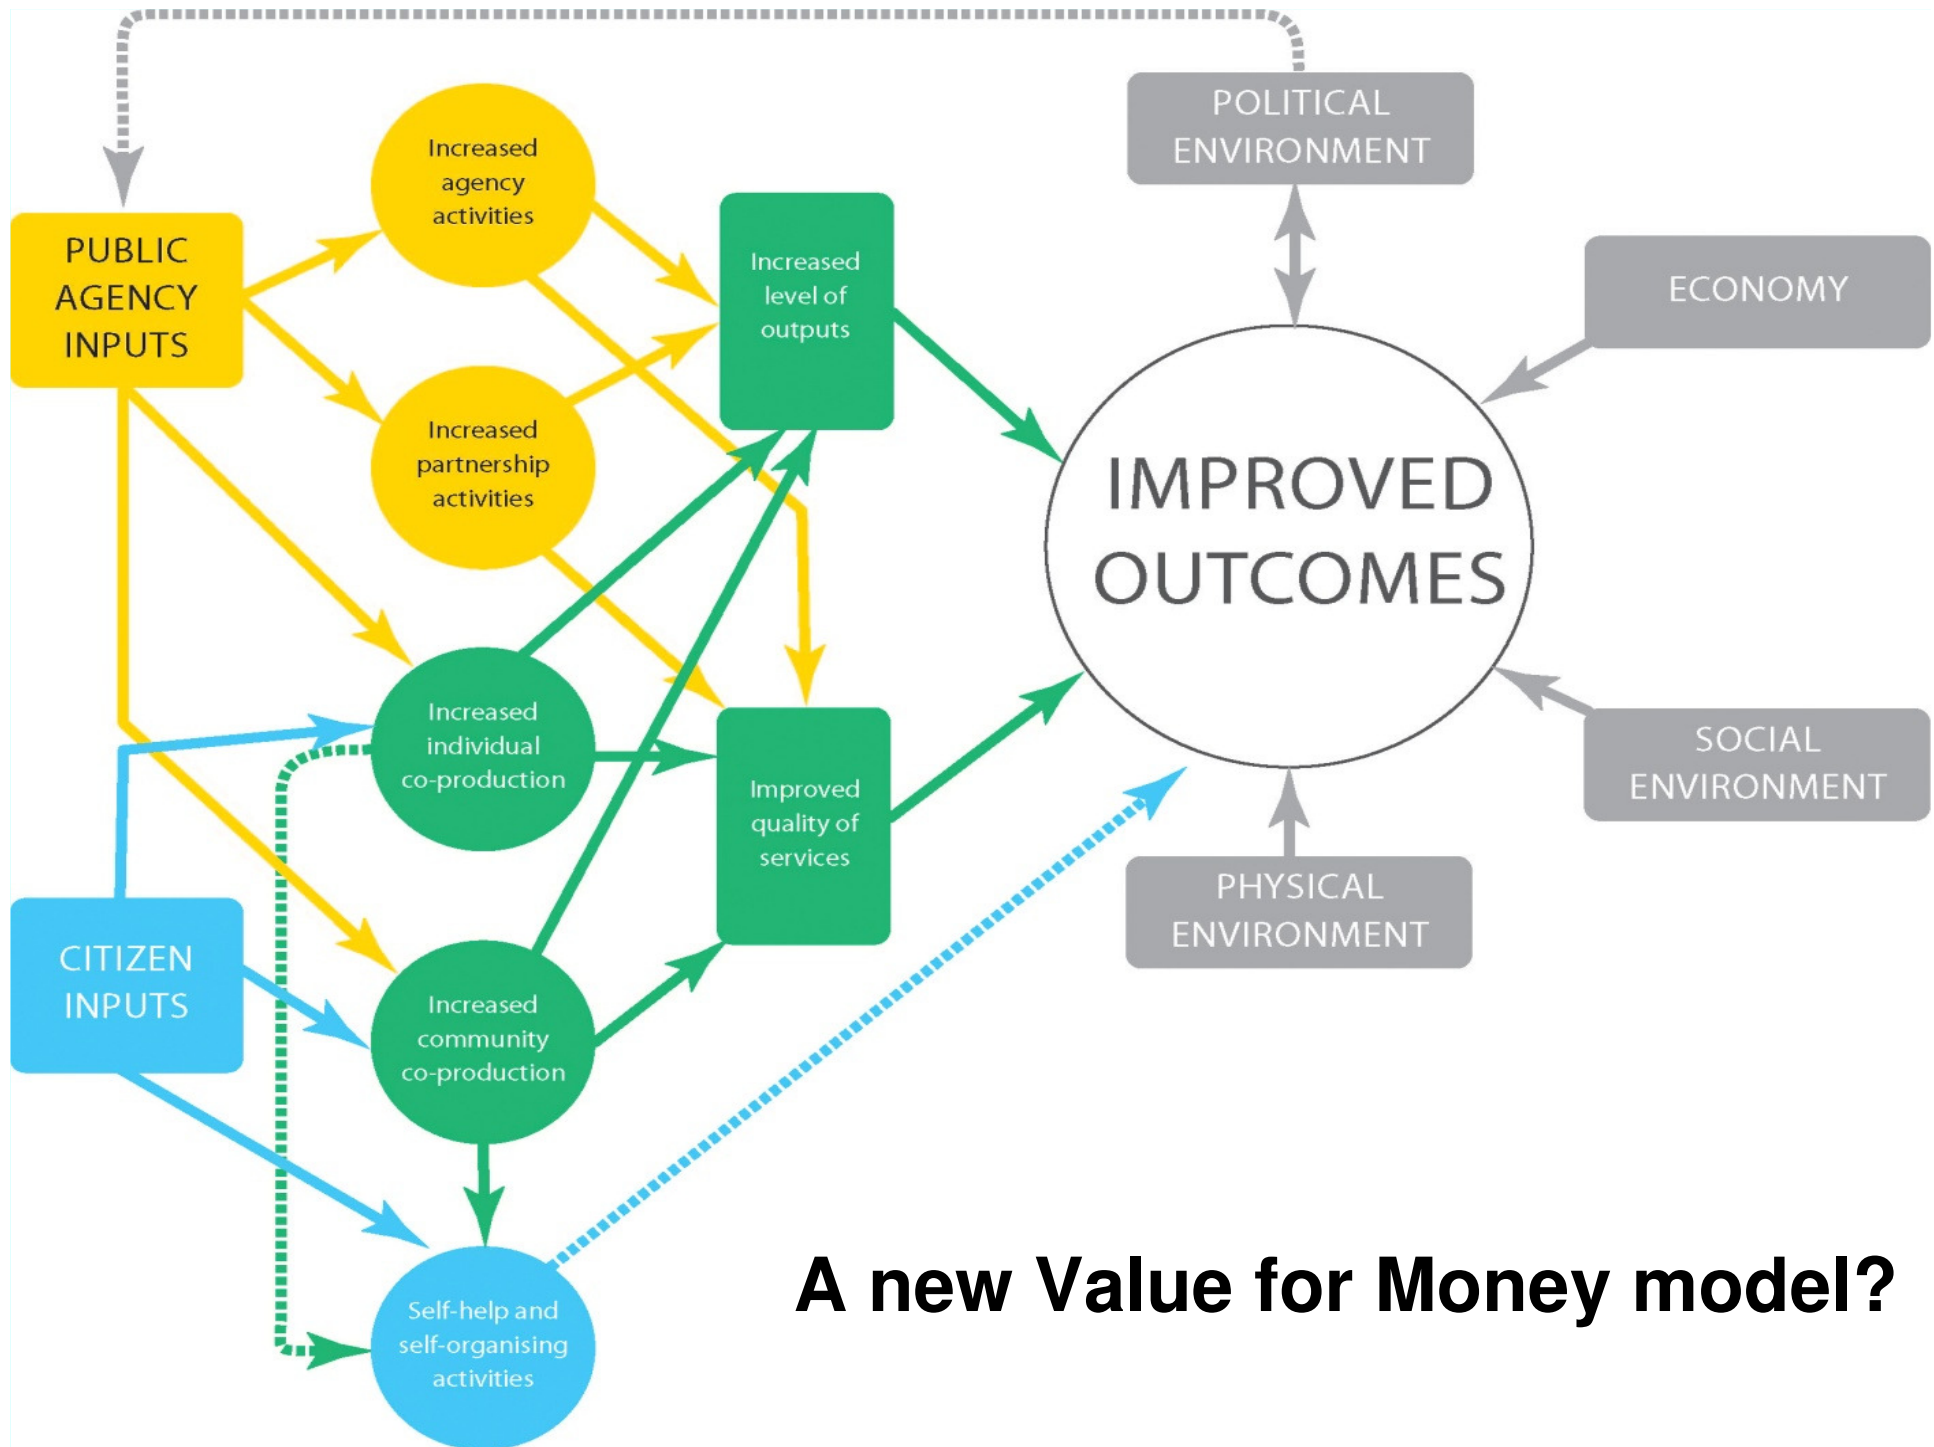 POLITICAL
ENVIRONMENT
Increased
agency
activities
PUBLIC
AGENCY
INPUTS
Increased
level of
outputs
ECONOMY
Increased
partnership
activities
IMPROVED
OUTCOMES
Increased
individual
co-production
Improved
quality of
services
SOCIAL
ENVIRONMENT
PHYSICAL
ENVIRONMENT
CITIZEN
INPUTS
Increased
community
co-production
Self-help and
self-organising
activities
A new Value for Money model?